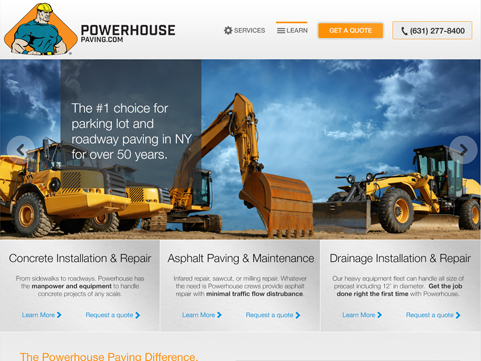 POWERHOUSE
PAVING.COM
SERVICES
LEARN
GET A QUOTE
(631) 277-8400
The #1 choice for
parking lot and
roadway paving in NY
for over 50 years.
Concrete Installation & Repair
From sidewalks to roadways. Powerhouse has
the manpower and equipment to handle
concrete projects of any scale.
Learn More
Request a quote
Asphalt Paving & Maintenance
Infared repair, sawcut, or milling repair. Whatever
the need is Powerhouse crews provide asphalt
repair with minimal traffic flow distrubance.
Learn More
Request a quote
Drainage Installation & Repair
Our heavy equipment fleet can handle all size of
precast including 12' in diameter. Get the job
done right the first time with Powerhouse.
Learn More
Request a quote
The Powerhouse Paving Difference.